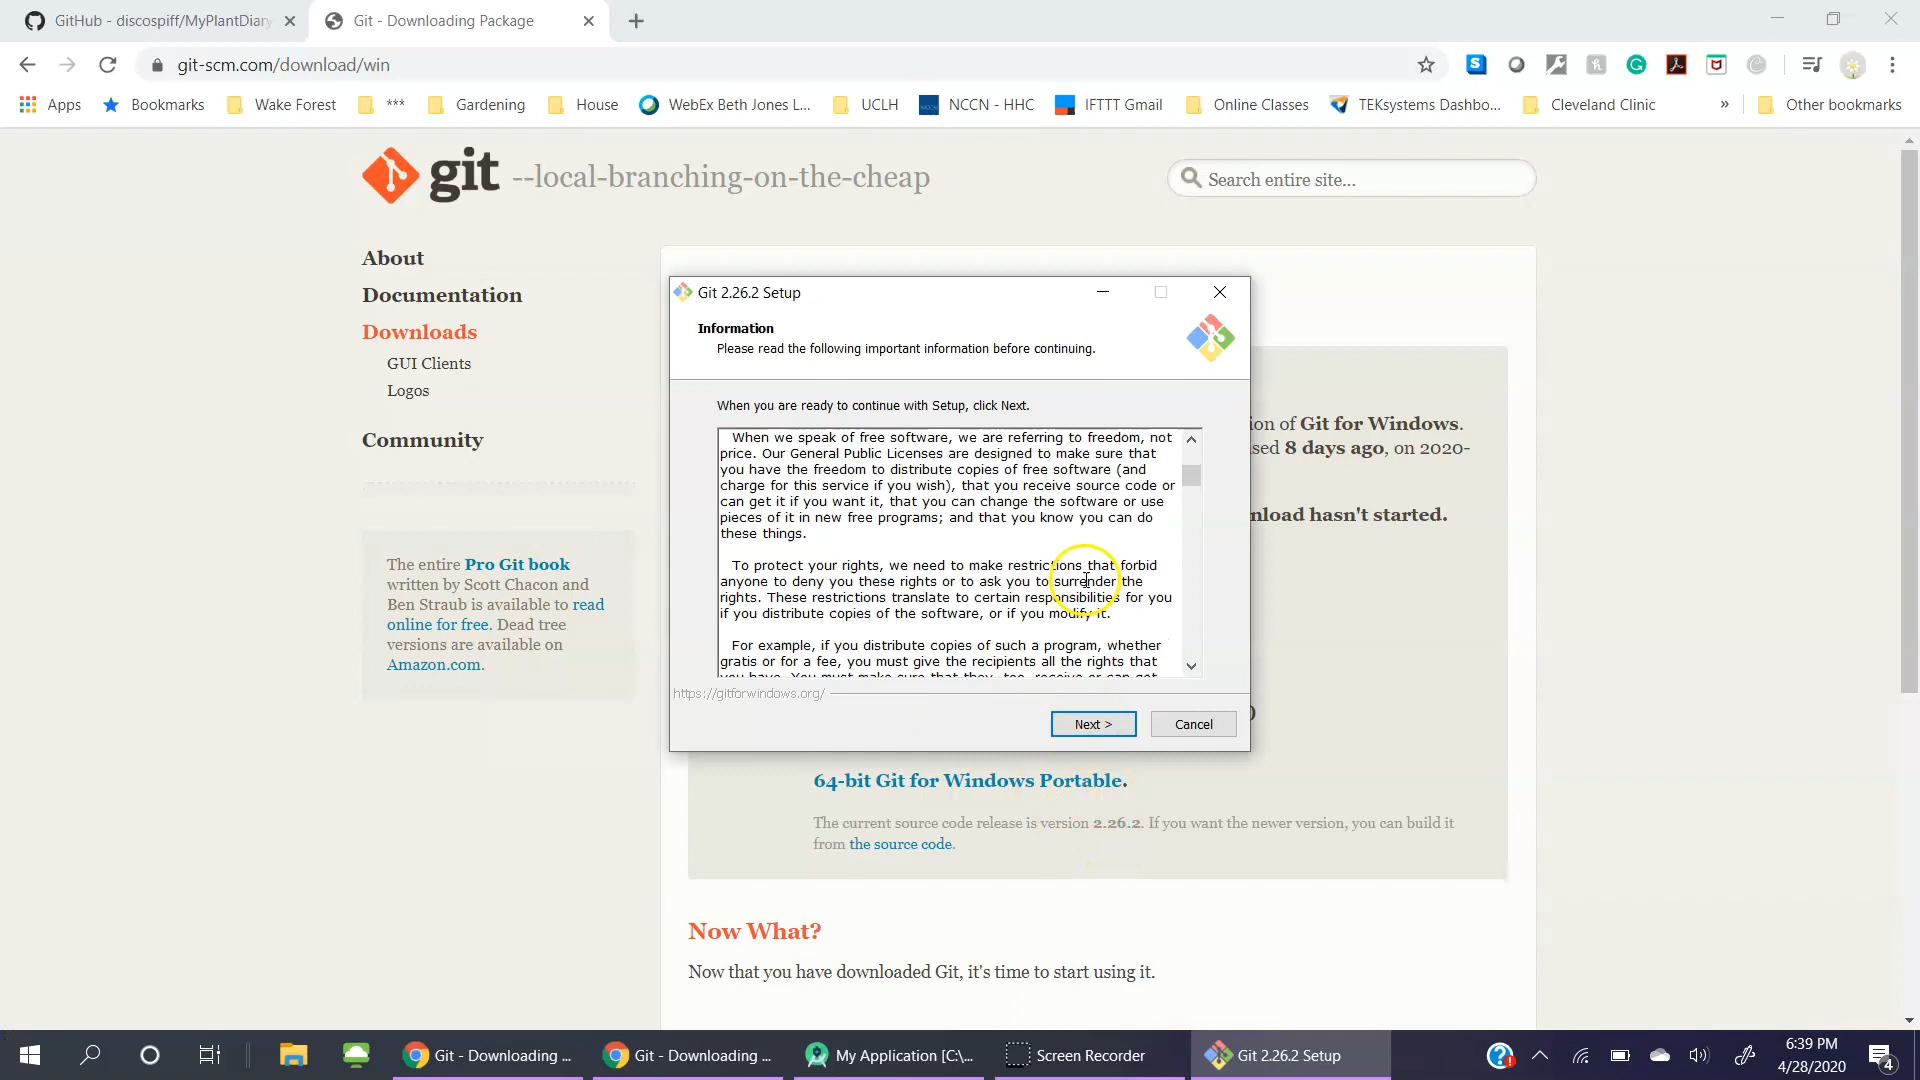 GitHub - discospiff/MyPlantDiary
Git - Downloading Package
git-scm.com/download/win
Apps
Bookmarks
Wake Forest
***
Gardening
House
WebEx Beth Jones L...
UCLH
NCCN - HHC
IFTTT Gmail
Online Classes
TEKsystems Dashbo...
Cleveland Clinic
»
Other bookmarks
git --local-branching-on-the-cheap
Search entire site...
About
Documentation
Downloads
GUI Clients
Logos
Community
The entire Pro Git book
written by Scott Chacon and
Ben Straub is available to read
online for free. Dead tree
versions are available on
Amazon.com.
Git 2.26.2 Setup
Information
Please read the following important information before continuing.
When you are ready to continue with Setup, click Next.
When we speak of free software, we are referring to freedom, not
price. Our General Public Licenses are designed to make sure that
you have the freedom to distribute copies of free software (and
charge for this service if you wish), that you receive source code or
can get it if you want it, that you can change the software or use
pieces of it in new free programs; and that you know you can do
these things.
To protect your rights, we need to make restrictions that forbid
anyone to deny you these rights or to ask you to surrender the
rights. These restrictions translate to certain responsibilities for you
if you distribute copies of the software, or if you modify it.
For example, if you distribute copies of such a program, whether
gratis or for a fee, you must give the recipients all the rights that
you have. You must make sure that they, too, receive or can get
https://gitforwindows.org/
Next >
Cancel
ion of Git for Windows.
sed 8 days ago, on 2020-
nload hasn't started.
64-bit Git for Windows Portable.
The current source code release is version 2.26.2. If you want the newer version, you can build it
from the source code.
Now What?
Now that you have downloaded Git, it's time to start using it.
Git - Downloading ...
Git - Downloading ...
My Application [C:\...
Screen Recorder
Git 2.26.2 Setup
6:39 PM
4/28/2020
4